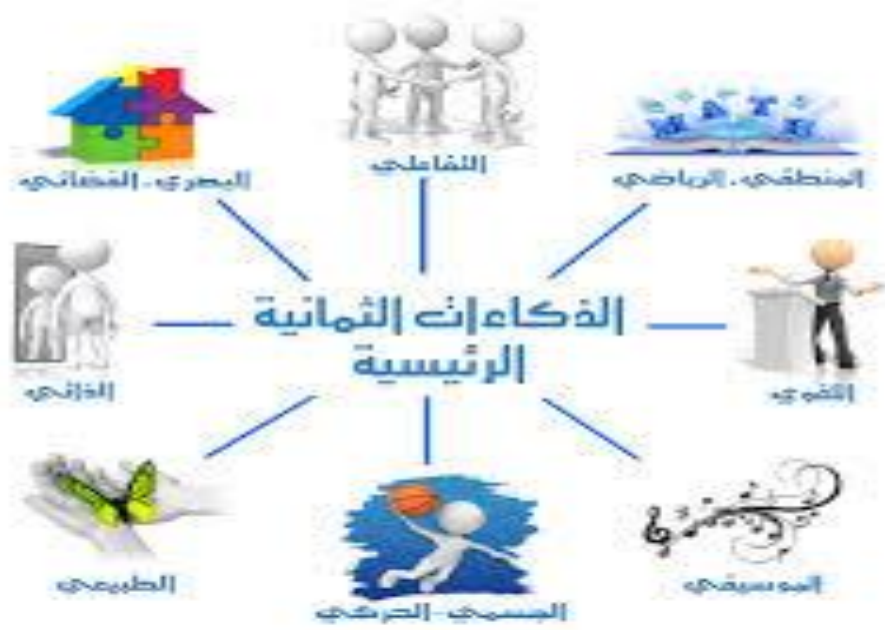 التفاعلي
المنطقي - الرياضي
البصري - الفضائي
الذكاءات الثمانية
الرئيسية
اللغوي
الذاتي
الموسيقي
الطبيعي
الجسمي - الحركي